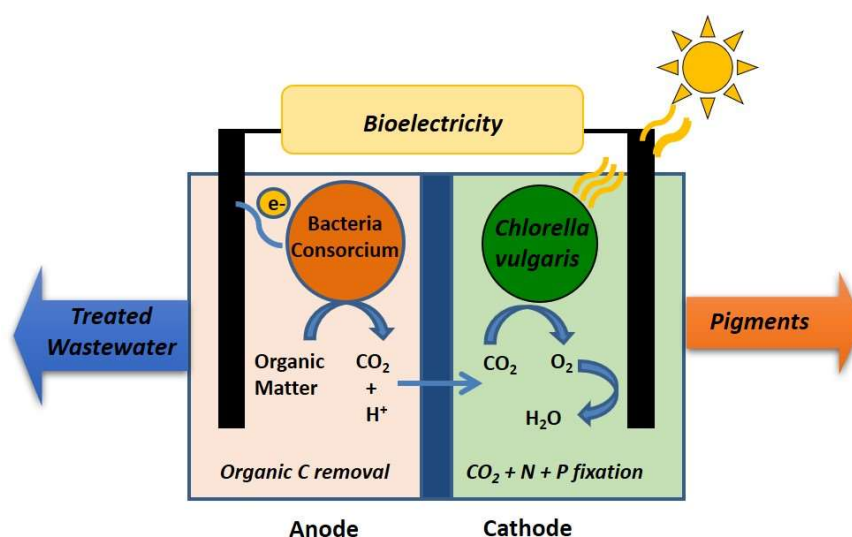 Bioelectricity
e-
Bacteria
Consorcium
Chlorella
vulgaris
Treated
Wastewater
Pigments
Organic
Matter
CO₂
+
H⁺
CO₂
O₂
H₂O
Organic C removal
CO₂ + N + P fixation
Anode
Cathode